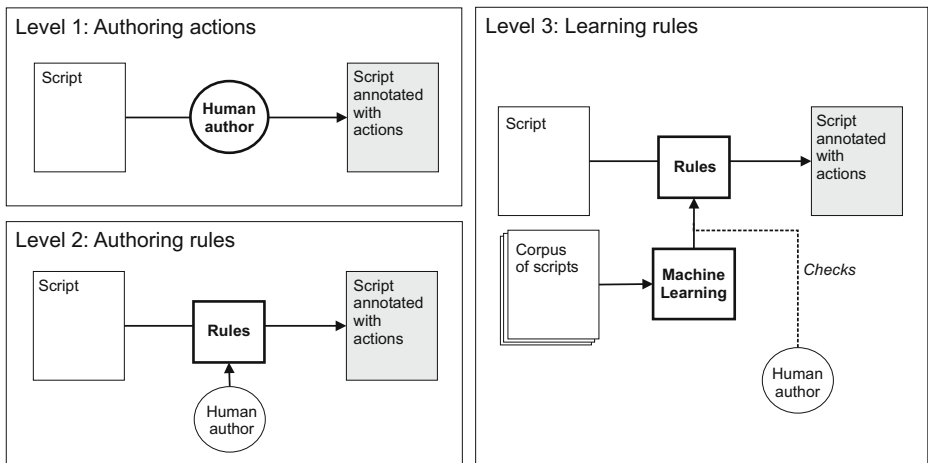 Level 1: Authoring actions
Script
Human
author
Script
annotated
with
actions
Level 2: Authoring rules
Script
Rules
Human
author
Script
annotated
with
actions
Level 3: Learning rules
Script
Rules
Script
annotated
with
actions
Corpus
of scripts
Machine
Learning
Checks
Human
author